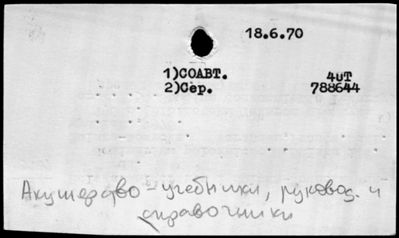 18.6.70
1)СОАВТ. 4иТ
2)Сер. 788644
Акушерство - учебники, руковод. и
справочники